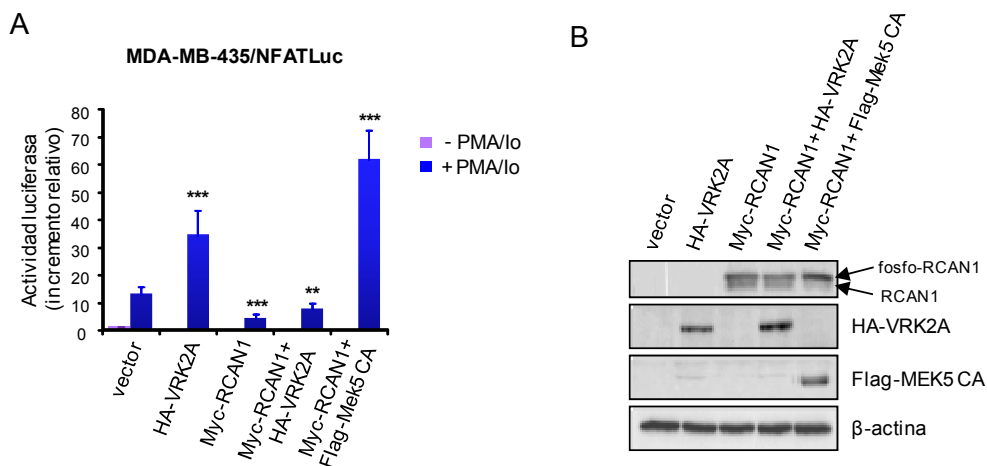 A
MDA-MB-435/NFATLuc
Actividad luciferasa
(incremento relativo)
80
70
60
50
40
30
20
10
0
***
***
**
***
- PMA/Io
+ PMA/Io
vector
HA-VRK2A
Myc-RCAN1
Myc-RCAN1+
HA-VRK2A
Myc-RCAN1+
Flag-Mek5 CA
B
vector
HA-VRK2A
Myc-RCAN1
Myc-RCAN1+ HA-VRK2A
Myc-RCAN1+ Flag-Mek5 CA
fosfo-RCAN1
RCAN1
HA-VRK2A
Flag-MEK5 CA
β-actina